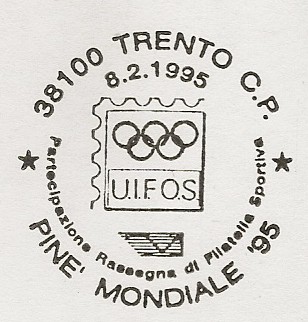 38100 TRENTO C.P.
8.2.1995
U.I.F.O.S.
Partecipazione Rassegna di Filatelia Sportiva
PINE' MONDIALE '95